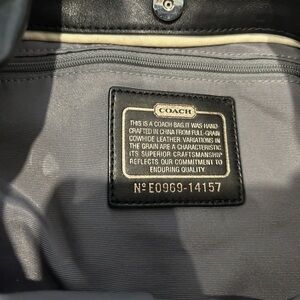 COACH
THIS IS A COACH BAG. IT WAS HAND-
CRAFTED IN CHINA FROM FULL-GRAIN
COWHIDE LEATHER. VARIATIONS IN
THE GRAIN ARE A CHARACTERISTIC.
ITS SUPERIOR CRAFTSMANSHIP
REFLECTS OUR COMMITMENT TO
ENDURING QUALITY.
Nº E0969-14157